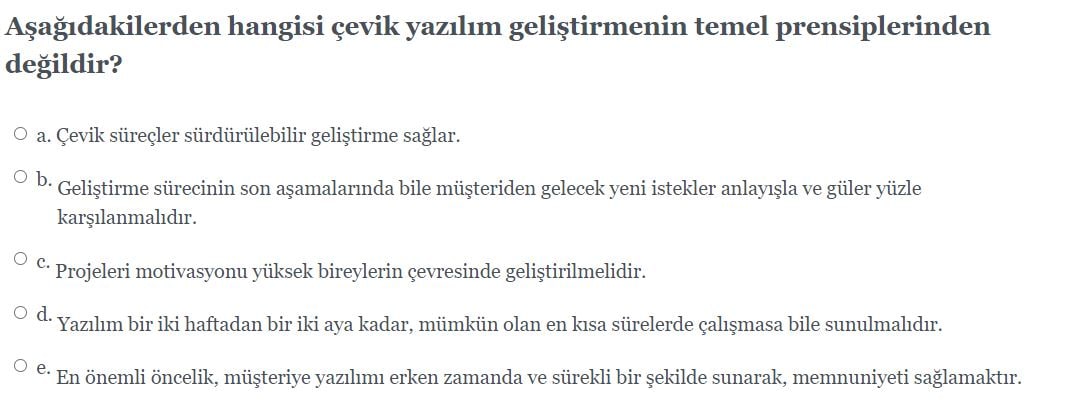 Aşağıdakilerden hangisi çevik yazılım geliştirmenin temel prensiplerinden
değildir?
a. Çevik süreçler sürdürülebilir geliştirme sağlar.
b. Geliştirme sürecinin son aşamalarında bile müşteriden gelecek yeni istekler anlayışla ve güler yüzle
karşılanmalıdır.
c. Projeleri motivasyonu yüksek bireylerin çevresinde geliştirilmelidir.
d. Yazılım bir iki haftadan bir iki aya kadar, mümkün olan en kısa sürelerde çalışmasa bile sunulmalıdır.
e. En önemli öncelik, müşteriye yazılımı erken zamanda ve sürekli bir şekilde sunarak, memnuniyeti sağlamaktır.